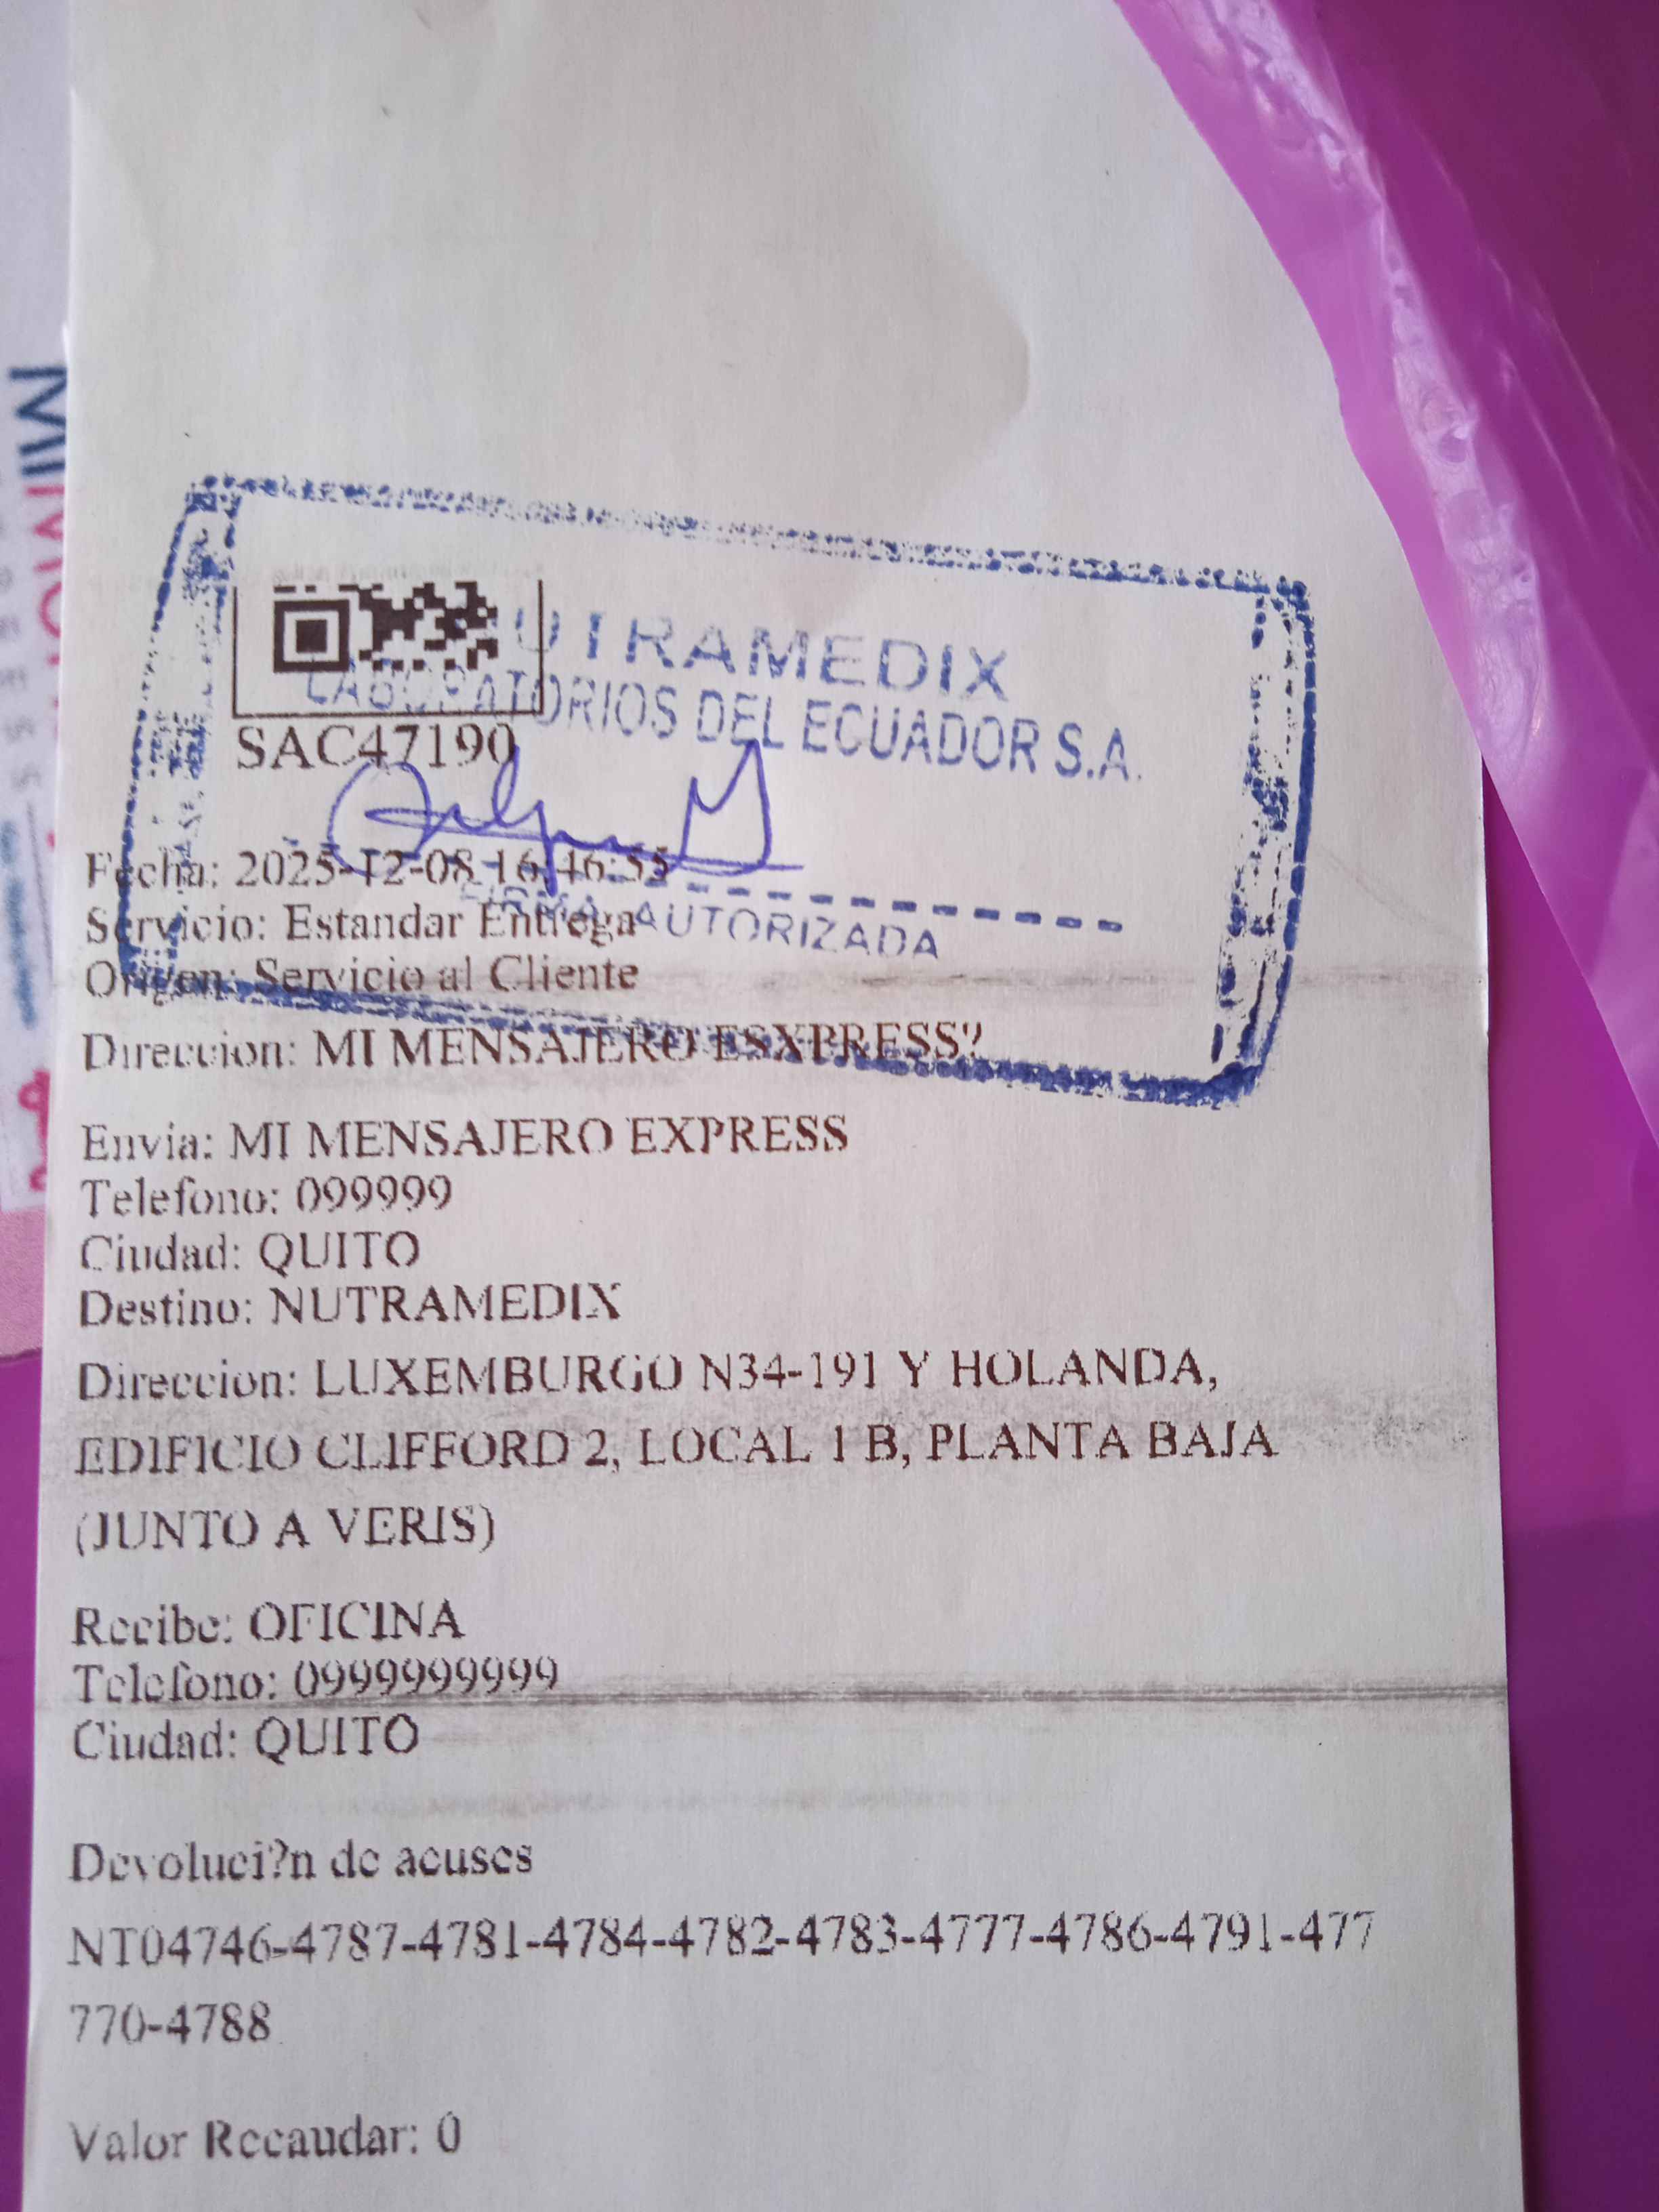 UTRAMEDIX
LABORATORIOS DEL ECUADOR S.A.
SAC47190
Fecha: 2025-12-08 16:46:55
FIRMA AUTORIZADA
Servicio: Estandar Entrega
Origen: Servicio al Cliente
Direccion: MI MENSAJERO ESXPRESS?
Envia: MI MENSAJERO EXPRESS
Telefono: 099999
Ciudad: QUITO
Destino: NUTRAMEDIX
Direccion: LUXEMBURGO N34-191 Y HOLANDA,
EDIFICIO CLIFFORD 2, LOCAL 1 B, PLANTA BAJA
(JUNTO A VERIS)
Recibe: OFICINA
Telefono: 0999999999
Ciudad: QUITO
Devoluci?n de acuses
NT04746-4787-4781-4784-4782-4783-4777-4786-4791-477
770-4788
Valor Recaudar: 0